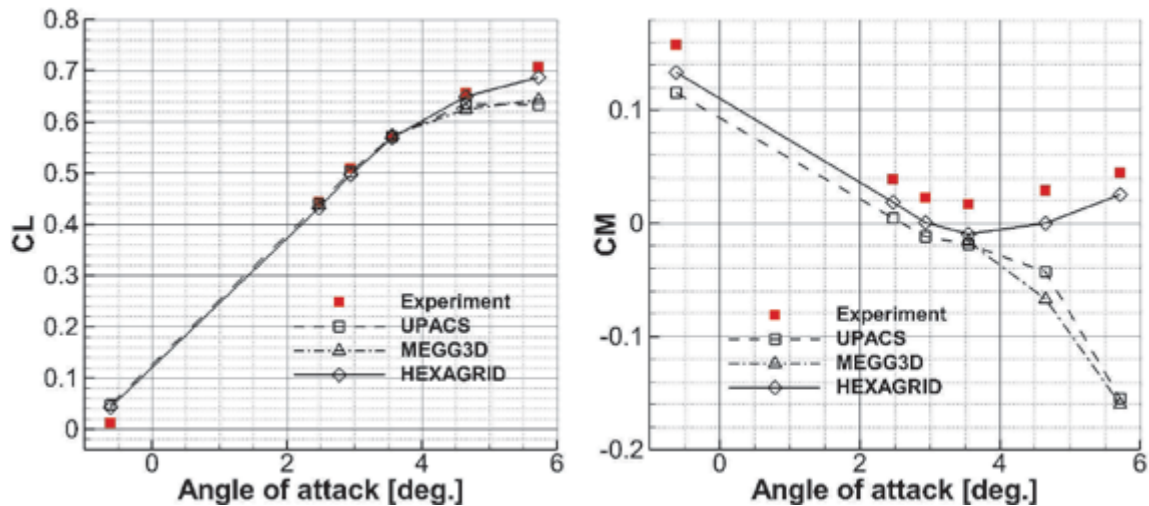 0.8
0.7
0.6
0.5
0.4
0.3
0.2
0.1
0
CL
Experiment
UPACS
MEGG3D
HEXAGRID
0 2 4 6
Angle of attack [deg.]
0.1
0
-0.1
-0.2
CM
Experiment
UPACS
MEGG3D
HEXAGRID
0 2 4 6
Angle of attack [deg.]